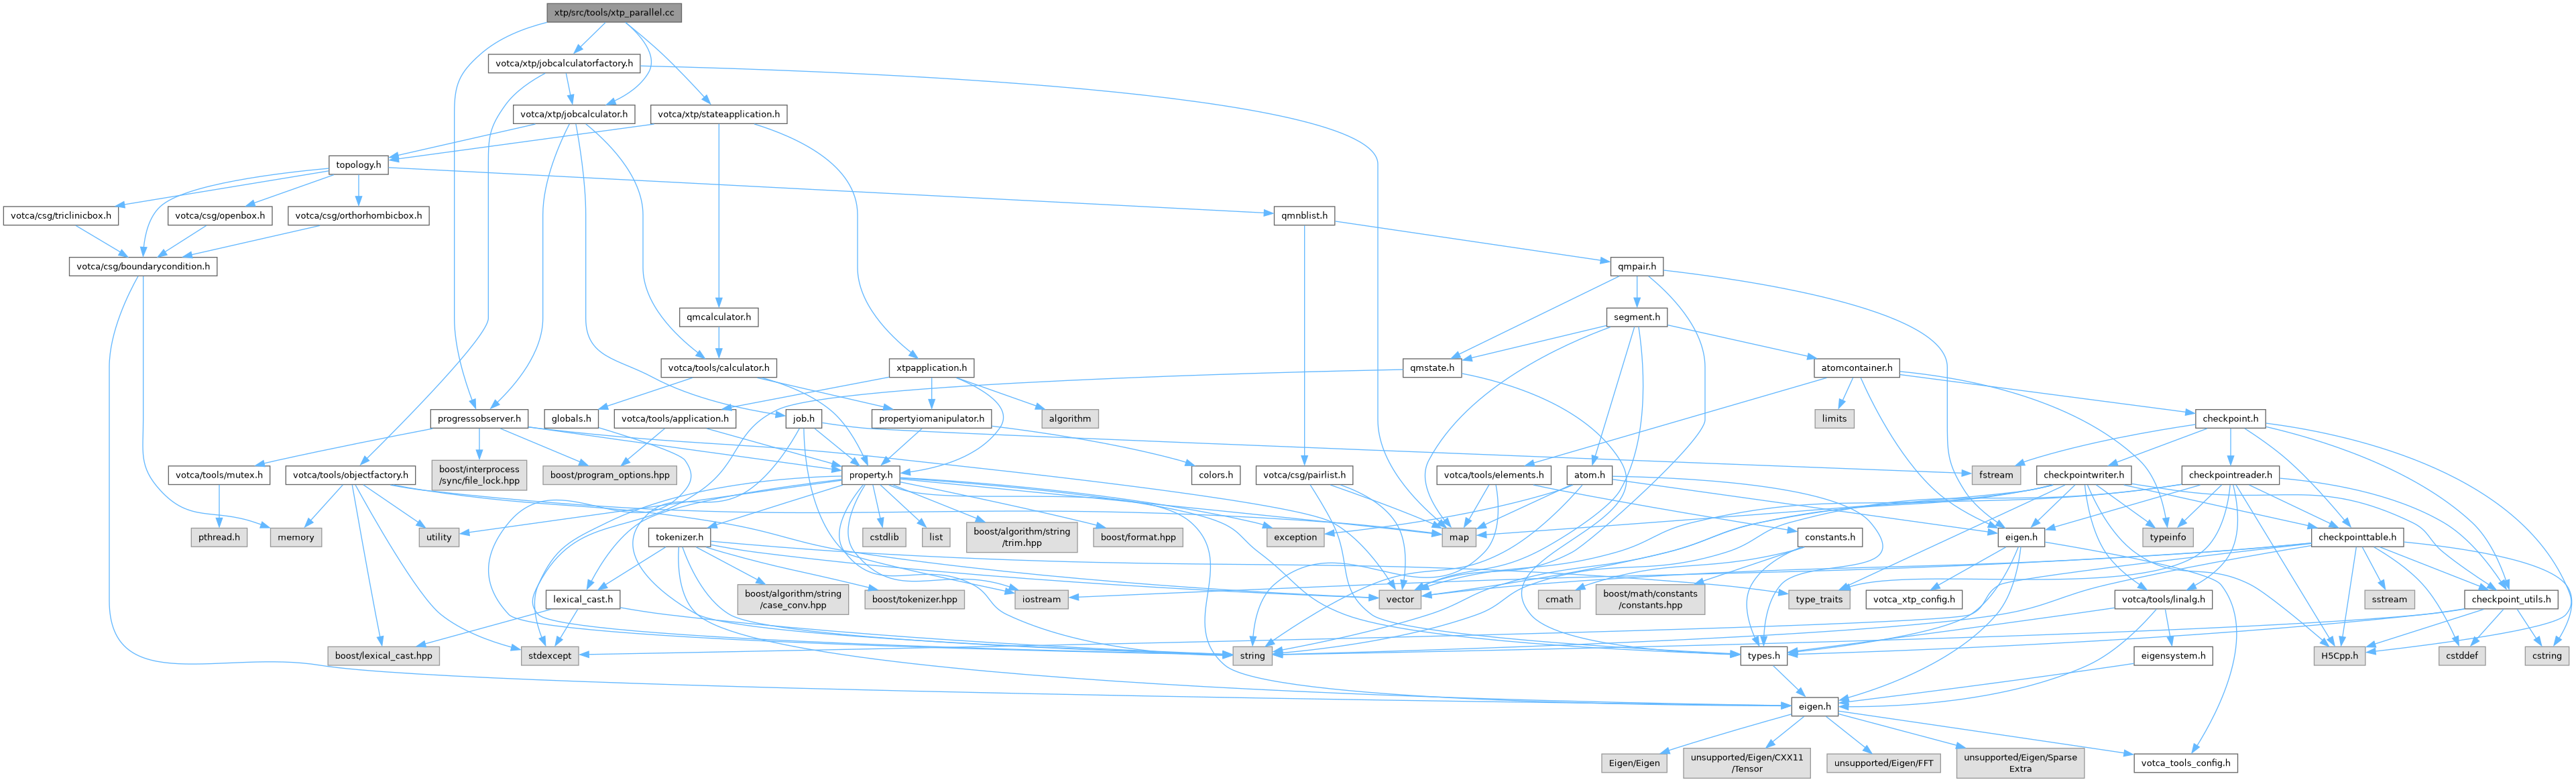 xtp/src/tools/xtp_parallel.cc
votca/xtp/jobcalculatorfactory.h
votca/xtp/jobcalculator.h
votca/xtp/stateapplication.h
topology.h
votca/csg/triclinicbox.h
votca/csg/openbox.h
votca/csg/orthorhombicbox.h
qmnblist.h
votca/csg/boundarycondition.h
qmpair.h
qmcalculator.h
segment.h
votca/tools/calculator.h
xtpapplication.h
qmstate.h
atomcontainer.h
progressobserver.h
globals.h
votca/tools/application.h
job.h
propertyiomanipulator.h
algorithm
limits
checkpoint.h
votca/tools/mutex.h
votca/tools/objectfactory.h
boost/interprocess
/sync/file_lock.hpp
boost/program_options.hpp
property.h
colors.h
votca/csg/pairlist.h
votca/tools/elements.h
atom.h
fstream
checkpointwriter.h
checkpointreader.h
pthread.h
memory
utility
tokenizer.h
cstdlib
list
boost/algorithm/string
/trim.hpp
boost/format.hpp
exception
map
constants.h
eigen.h
typeinfo
checkpointtable.h
lexical_cast.h
boost/algorithm/string
/case_conv.hpp
boost/tokenizer.hpp
iostream
vector
cmath
boost/math/constants
/constants.hpp
type_traits
votca_xtp_config.h
votca/tools/linalg.h
sstream
checkpoint_utils.h
boost/lexical_cast.hpp
stdexcept
string
types.h
eigensystem.h
H5Cpp.h
cstddef
cstring
eigen.h
Eigen/Eigen
unsupported/Eigen/CXX11
/Tensor
unsupported/Eigen/FFT
unsupported/Eigen/Sparse
Extra
votca_tools_config.h